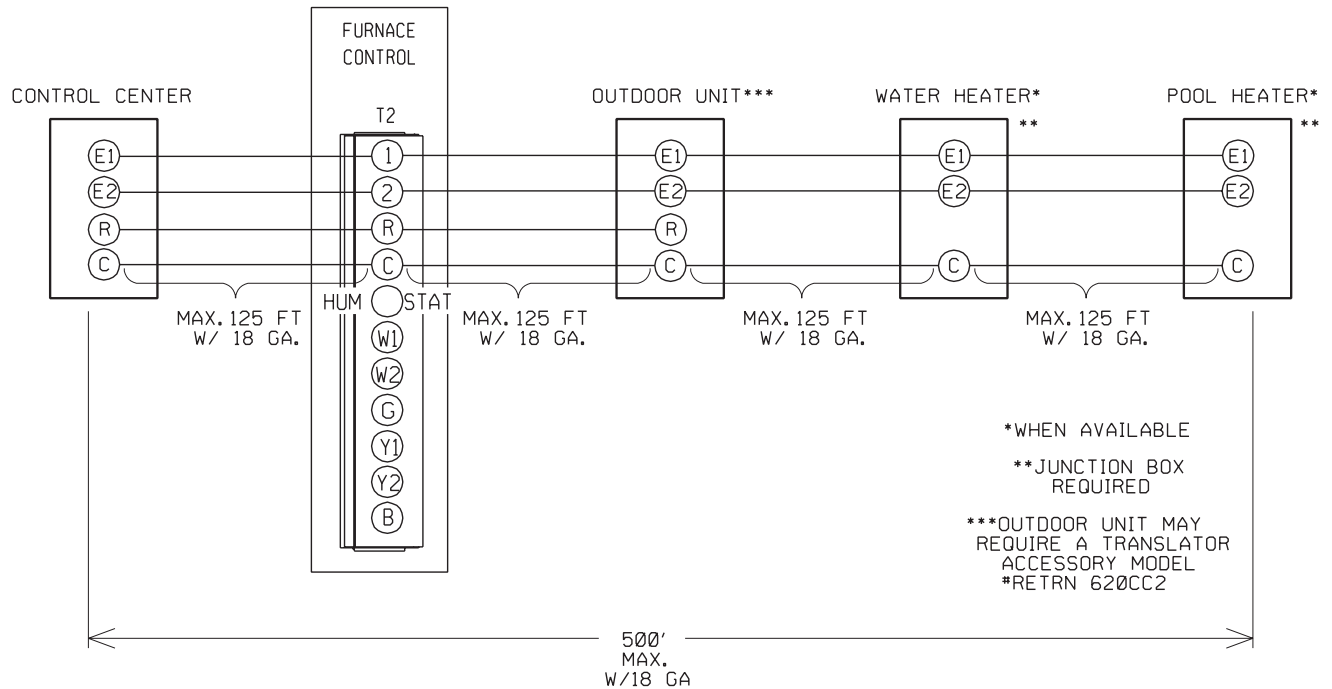 FURNACE
CONTROL
CONTROL CENTER
OUTDOOR UNIT***
WATER HEATER*
**
POOL HEATER*
**
T2
E1
1
E1
E1
E1
E2
2
E2
E2
E2
R
R
R
C
C
C
C
C
HUM STAT
MAX. 125 FT
W/ 18 GA.
MAX. 125 FT
W/ 18 GA.
MAX. 125 FT
W/ 18 GA.
MAX. 125 FT
W/ 18 GA.
W1
W2
G
Y1
Y2
B
*WHEN AVAILABLE
**JUNCTION BOX
REQUIRED
***OUTDOOR UNIT MAY
REQUIRE A TRANSLATOR
ACCESSORY MODEL
#RETRN 620CC2
500'
MAX.
W/18 GA